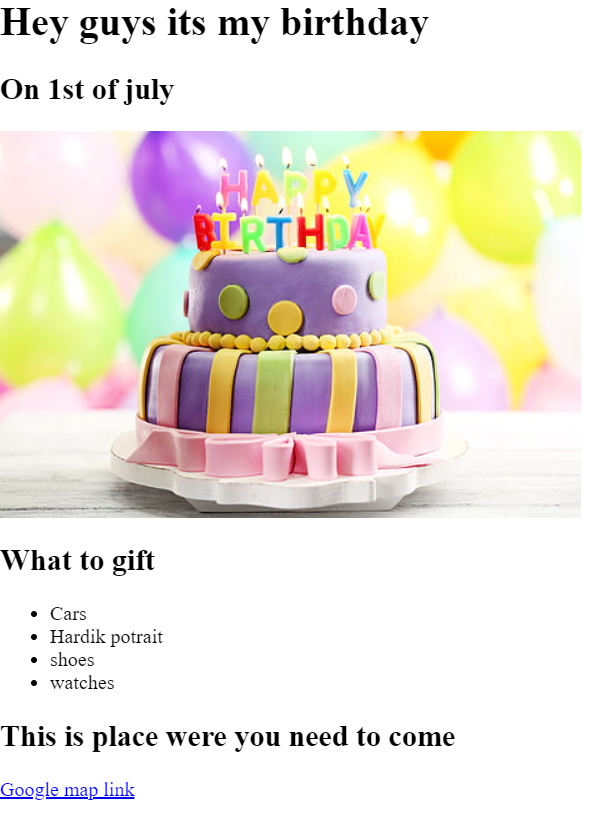 Hey guys its my birthday
On 1st of july
HAPPY
BIRTHDAY
What to gift
Cars
Hardik potrait
shoes
watches
This is place were you need to come
Google map link